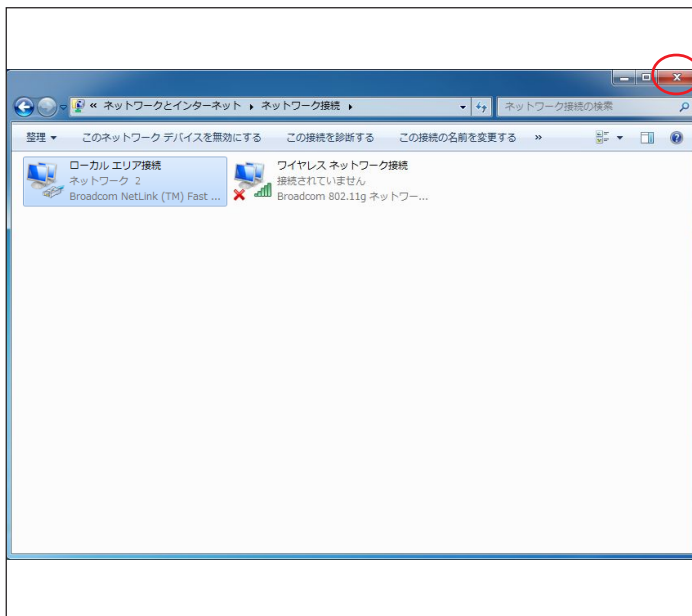 « ネットワークとインターネット ▸ ネットワーク接続 ▸
ネットワーク接続の検索
整理 ▼ このネットワーク デバイスを無効にする この接続を診断する この接続の名前を変更する »
ローカル エリア接続
ネットワーク 2
Broadcom NetLink (TM) Fast ...
ワイヤレス ネットワーク接続
接続されていません
Broadcom 802.11g ネットワー...